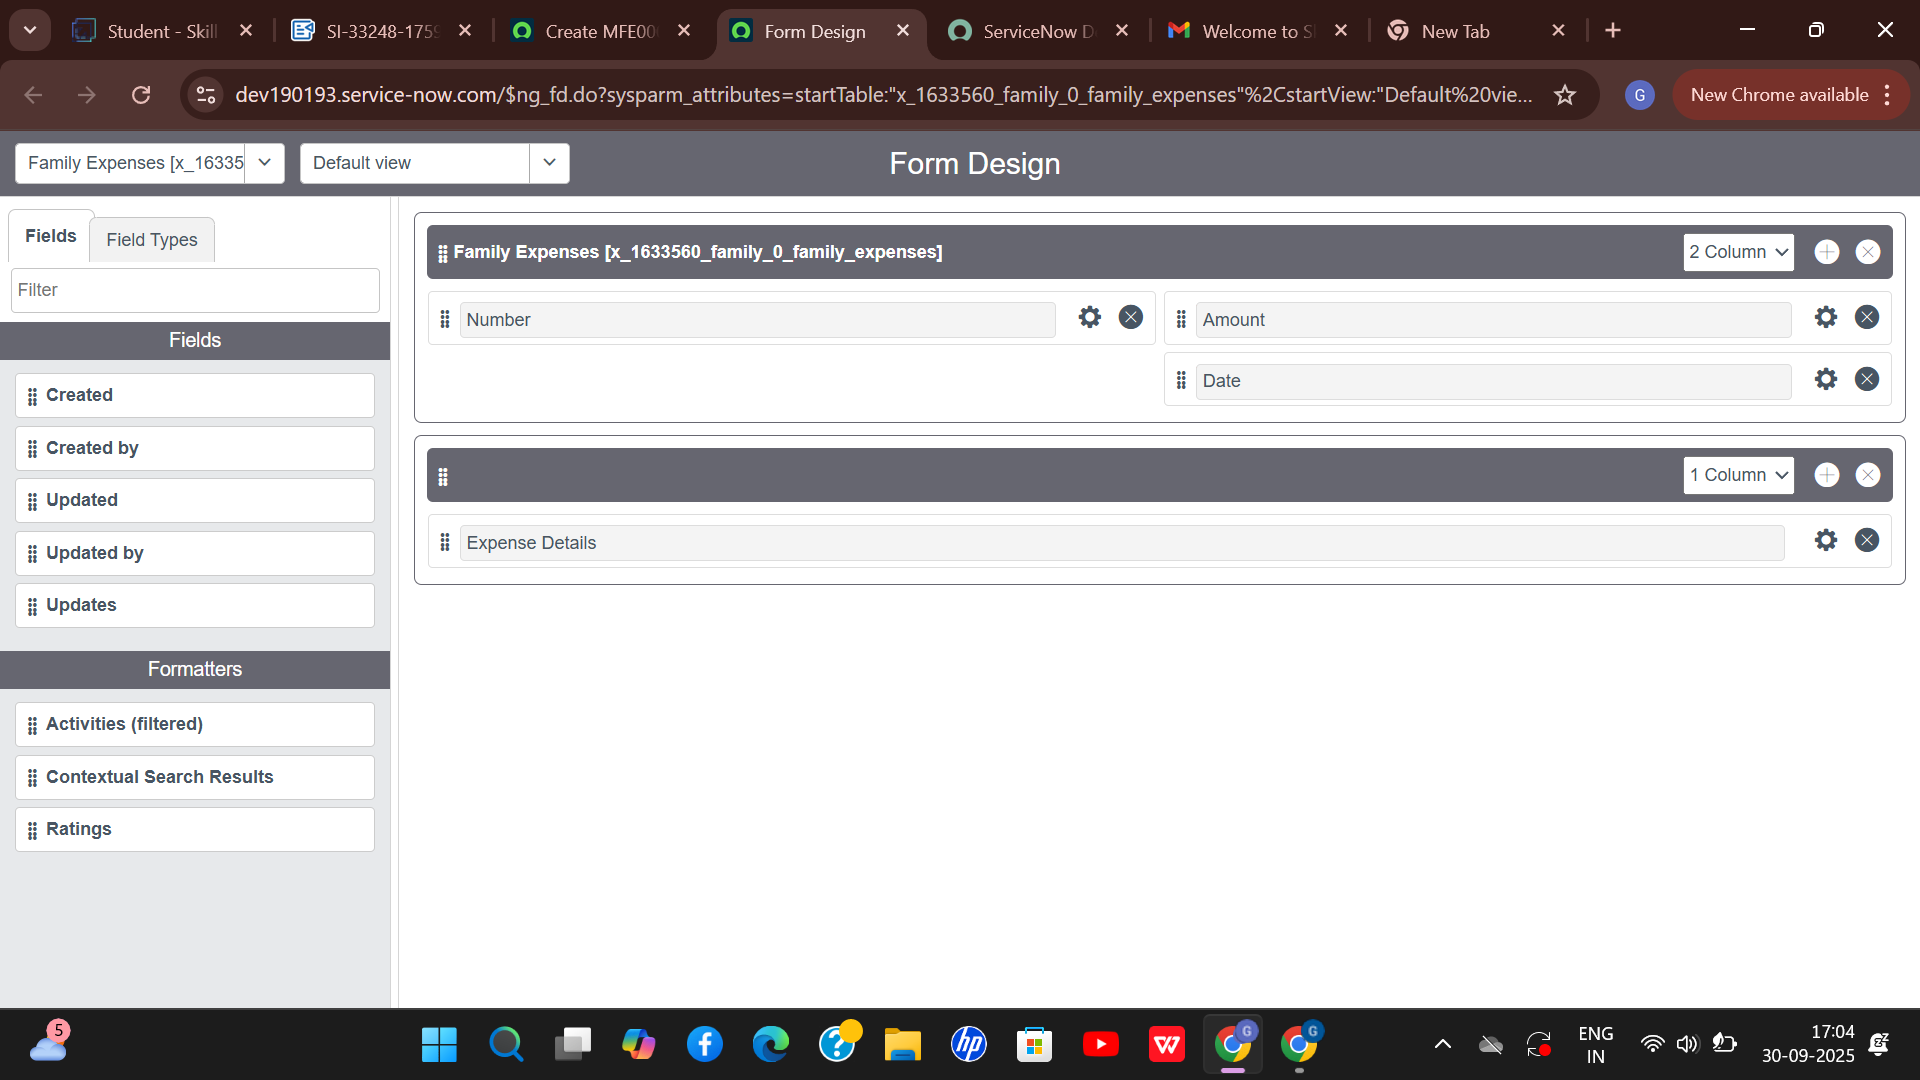 Student - Skill
SI-33248-1759
Create MFE00
Form Design
ServiceNow D
Welcome to S
New Tab
dev190193.service-now.com/$ng_fd.do?sysparm_attributes=startTable:"x_1633560_family_0_family_expenses"%2CstartView:"Default%20vie...
G
New Chrome available
Family Expenses [x_16335
Default view
Form Design
Fields
Field Types
Filter
Fields
Created
Created by
Updated
Updated by
Updates
Formatters
Activities (filtered)
Contextual Search Results
Ratings
Family Expenses [x_1633560_family_0_family_expenses]
2 Column
Number
Amount
Date
1 Column
Expense Details
5
hp
W
G
G
ENG
IN
17:04
30-09-2025